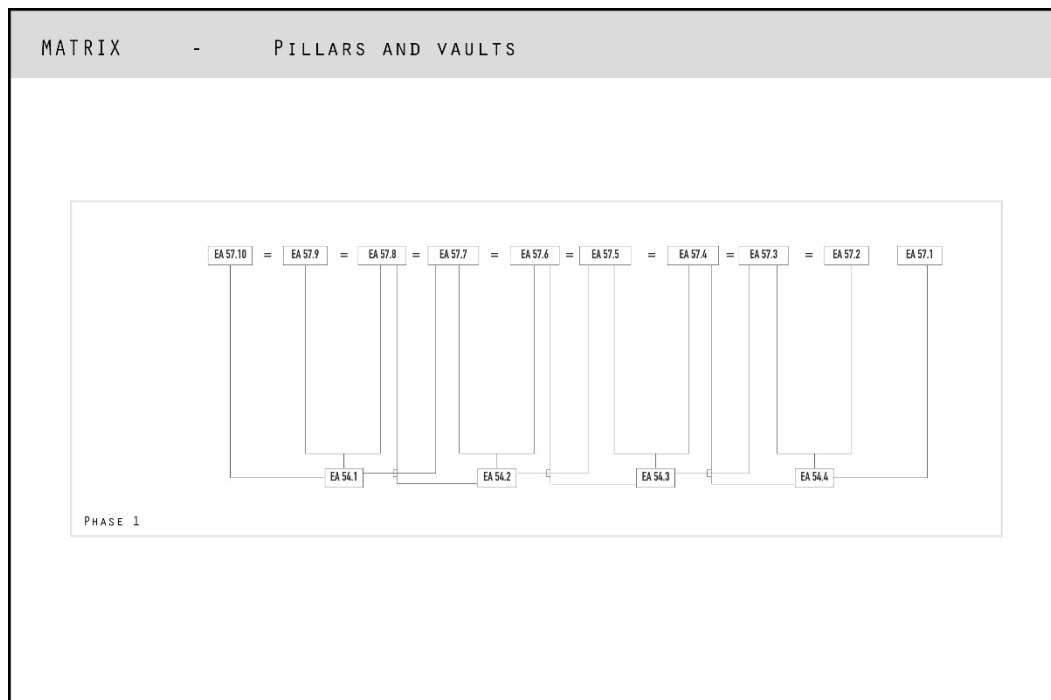 MATRIX - PILLARS AND VAULTS
EA 57.10 = EA 57.9 = EA 57.8 = EA 57.7 = EA 57.6 = EA 57.5 = EA 57.4 = EA 57.3 = EA 57.2 EA 57.1
EA 54.1 EA 54.2 EA 54.3 EA 54.4
PHASE 1